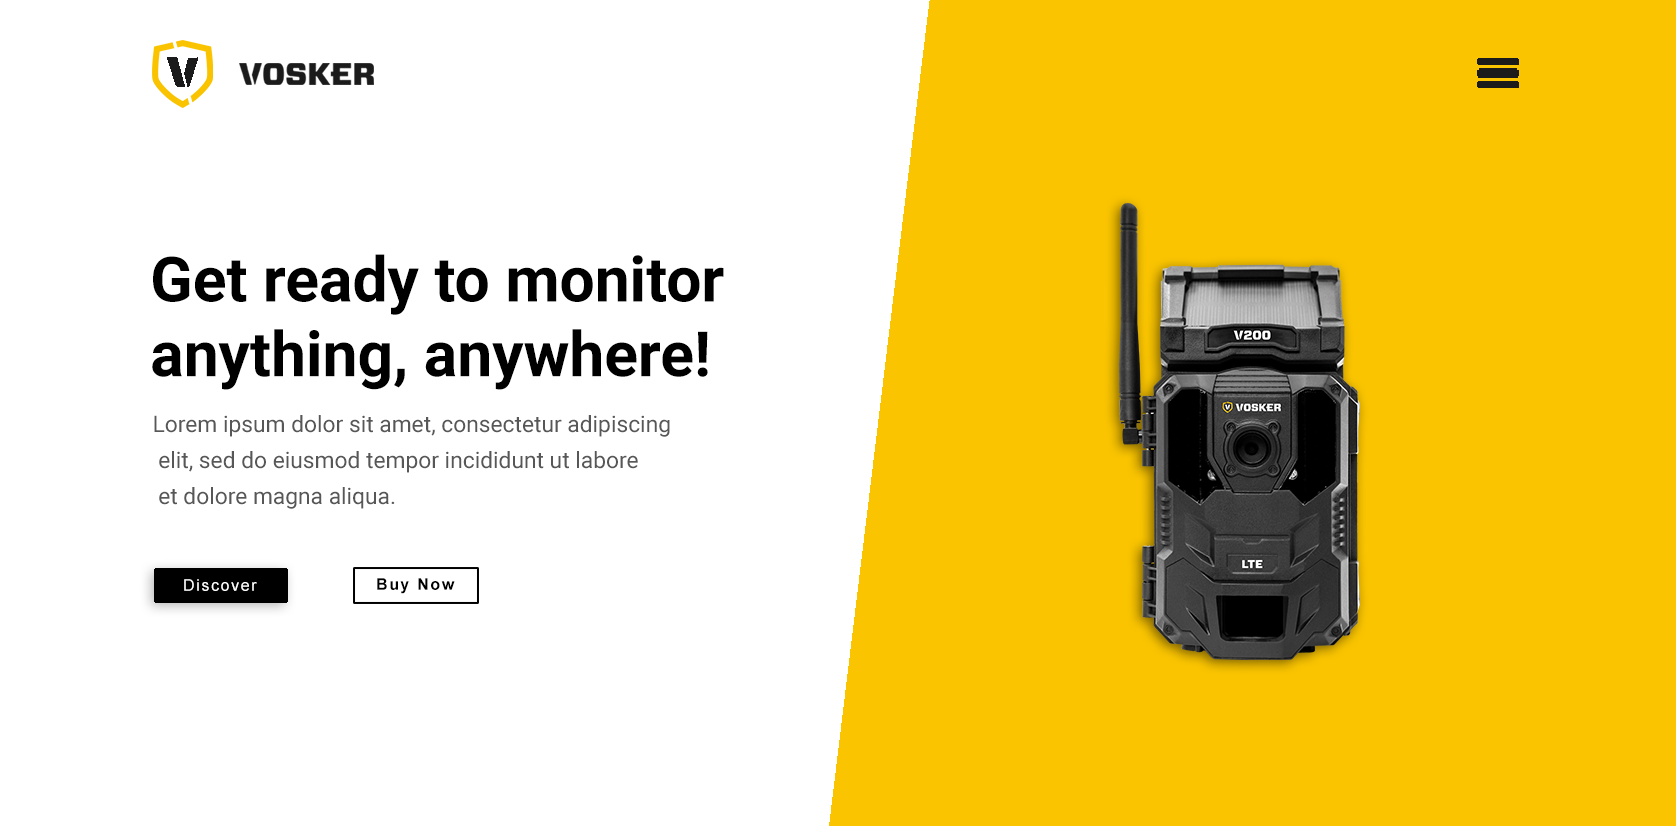 V
VOSKER
Get ready to monitor
anything, anywhere!
Lorem ipsum dolor sit amet, consectetur adipiscing
elit, sed do eiusmod tempor incididunt ut labore
et dolore magna aliqua.
Discover
Buy Now
V200
V VOSKER
LTE